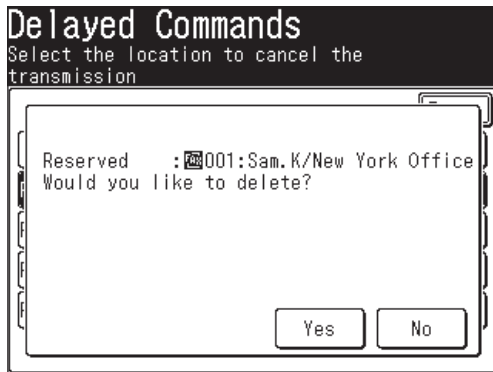 Delayed Commands
Select the location to cancel the
transmission
Reserved :001:Sam.K/New York Office
Would you like to delete?
Yes No